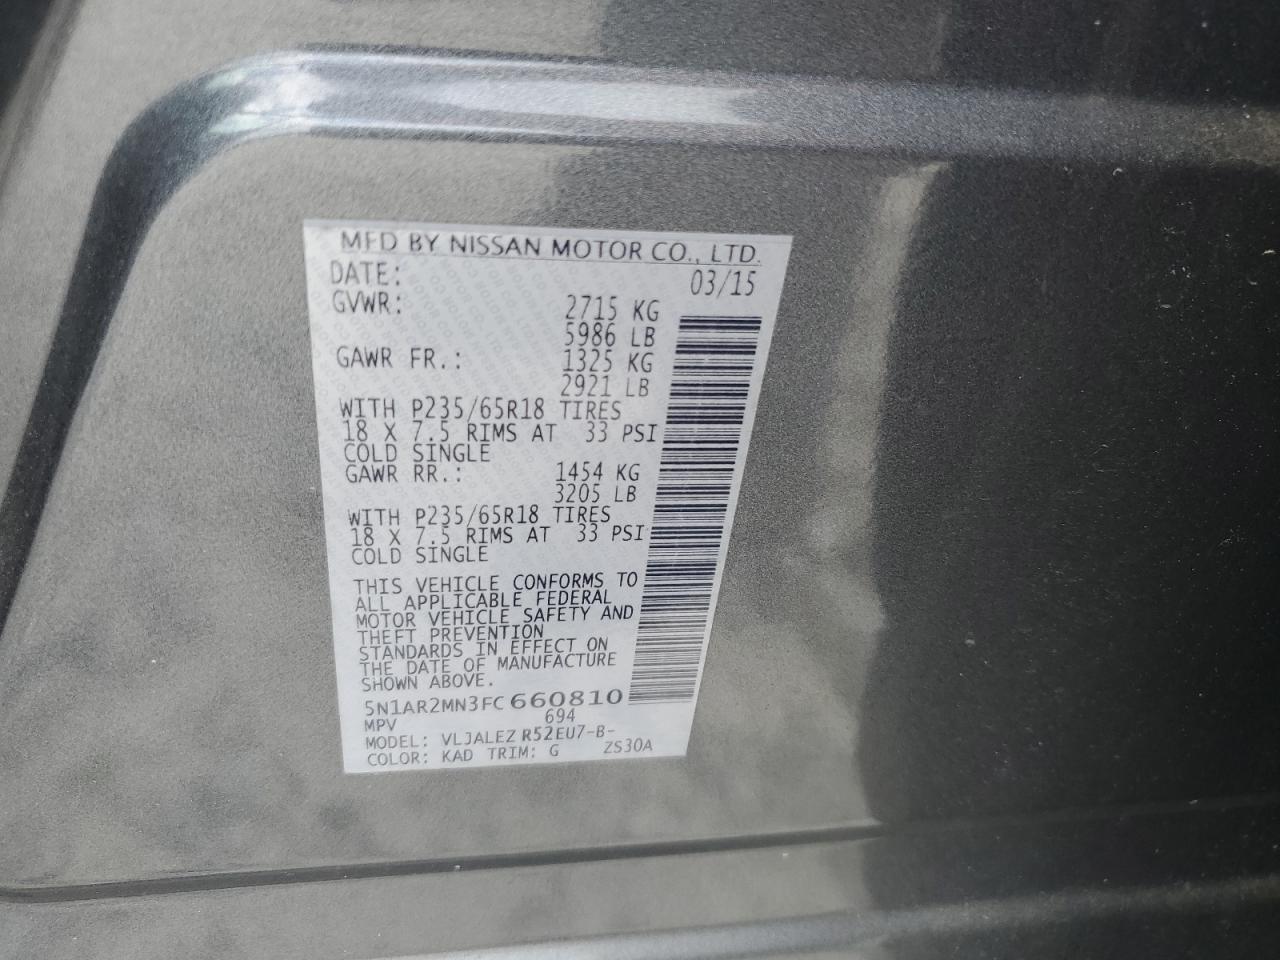 MFD BY NISSAN MOTOR CO., LTD.
DATE: 03/15
GVWR: 2715 KG
5986 LB
GAWR FR.: 1325 KG
2921 LB
WITH P235/65R18 TIRES
18 X 7.5 RIMS AT 33 PSI
COLD SINGLE
GAWR RR.: 1454 KG
3205 LB
WITH P235/65R18 TIRES
18 X 7.5 RIMS AT 33 PSI
COLD SINGLE
THIS VEHICLE CONFORMS TO
ALL APPLICABLE FEDERAL
MOTOR VEHICLE SAFETY AND
THEFT PREVENTION
STANDARDS IN EFFECT ON
THE DATE OF MANUFACTURE
SHOWN ABOVE.
5N1AR2MN3FC660810
MPV 694
MODEL: VLJALEZ R52EU7-B-
COLOR: KAD TRIM: G ZS30A